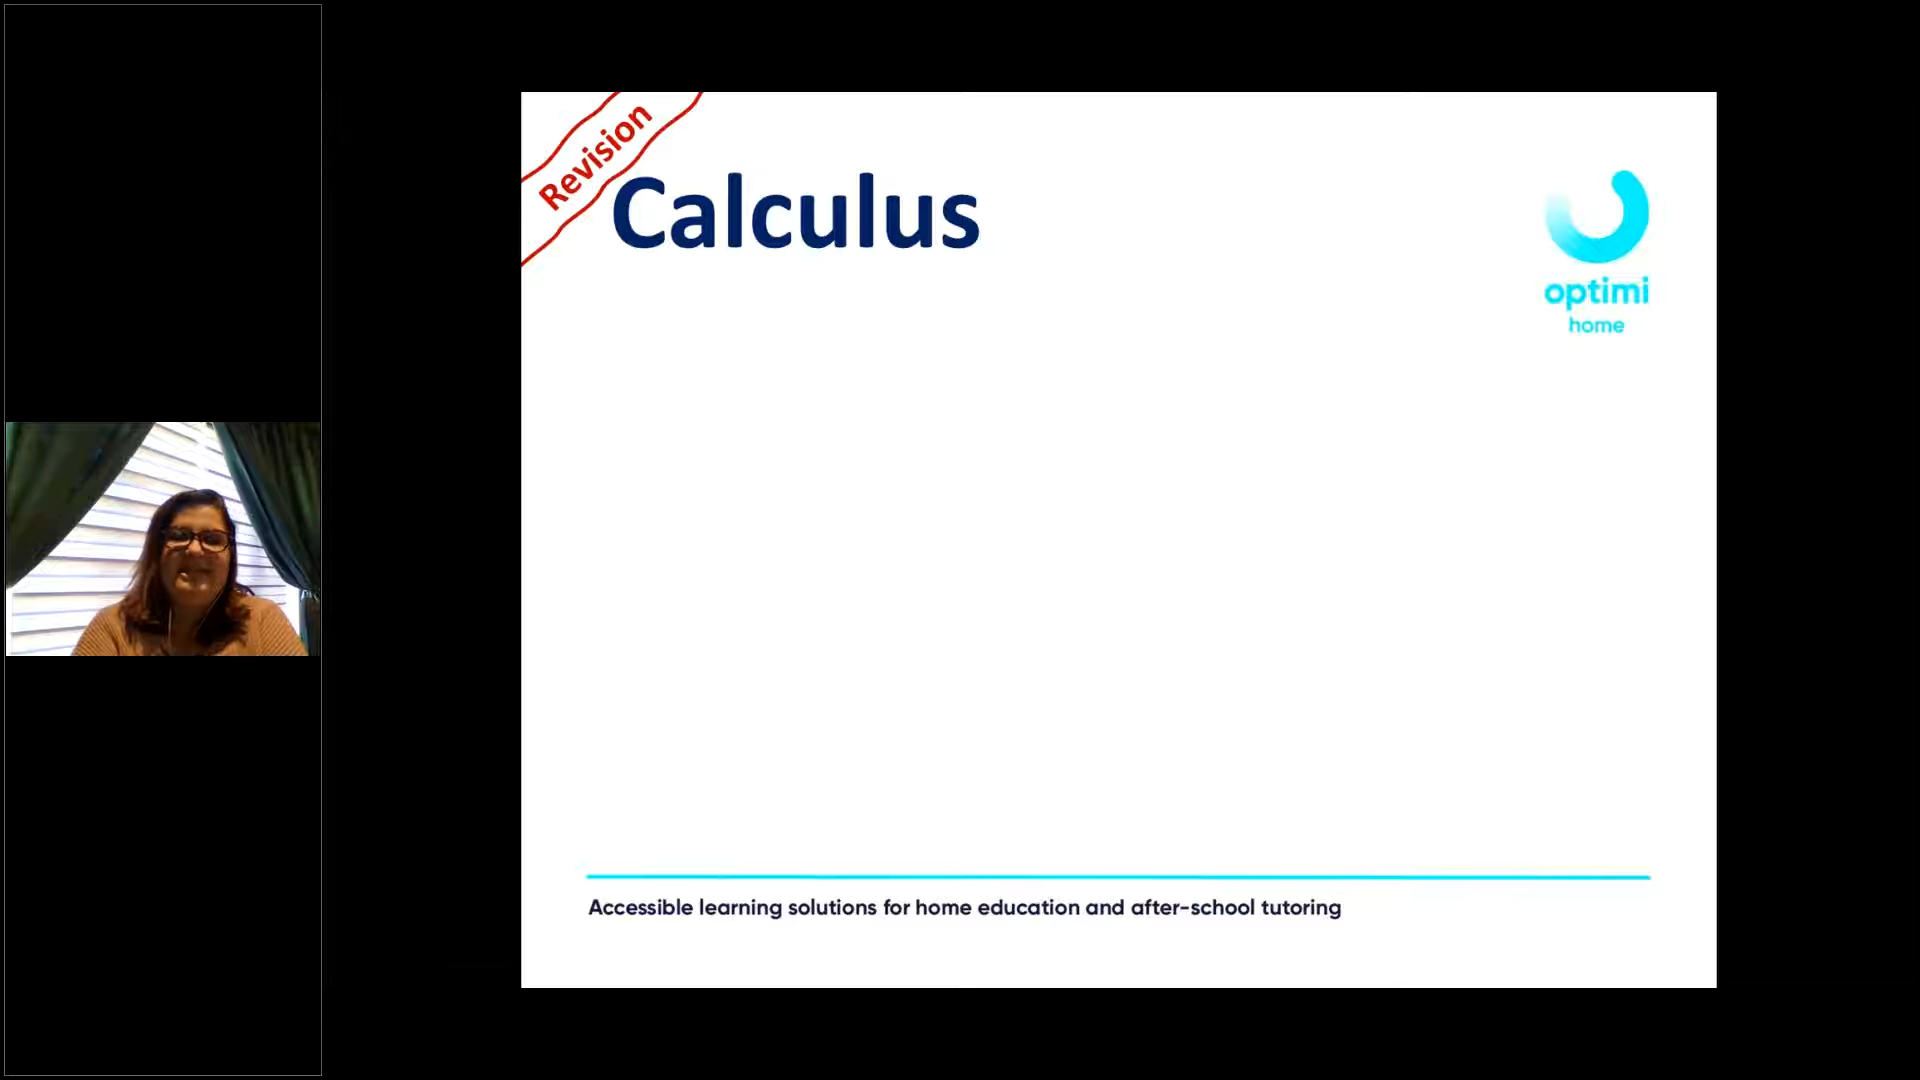 Revision
Calculus
optimi
home
Accessible learning solutions for home education and after-school tutoring